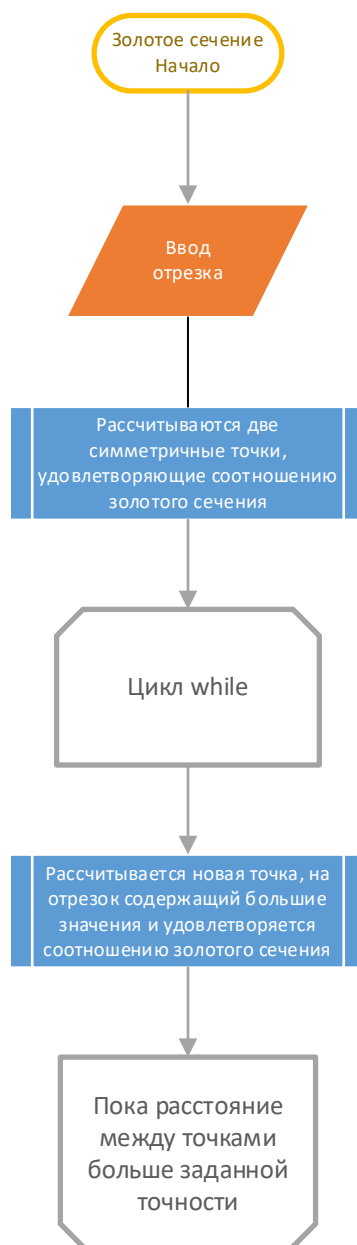 Золотое сечение
Начало
Ввод
отрезка
Рассчитываются две
симметричные точки,
удовлетворяющие соотношению
золотого сечения
Цикл while
Рассчитывается новая точка, на
отрезок содержащий большие
значения и удовлетворяется
соотношению золотого сечения
Пока расстояние
между точками
больше заданной
точности